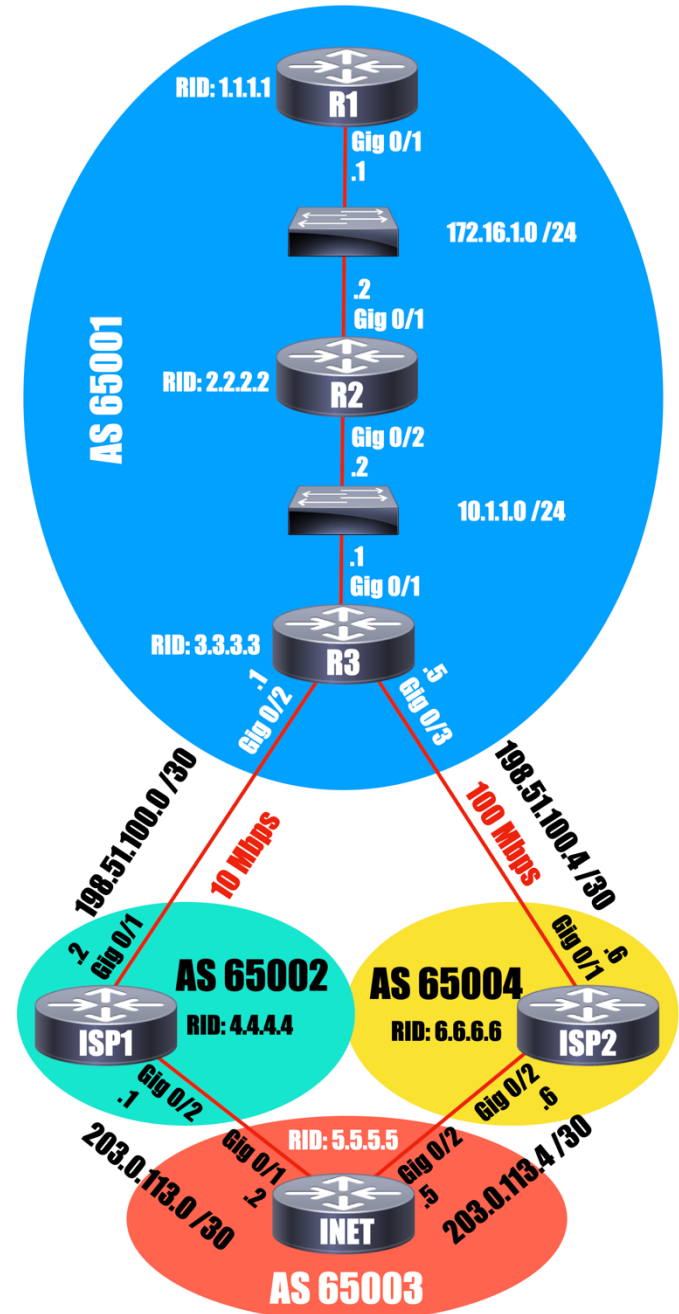 RID: 1.1.1.1
R1
Gig 0/1
.1
172.16.1.0 /24
.2
Gig 0/1
AS 65001
RID: 2.2.2.2
R2
Gig 0/2
.2
10.1.1.0 /24
.1
Gig 0/1
RID: 3.3.3.3
R3
.1
Gig 0/2
.5
Gig 0/3
198.51.100.0 /30
10 Mbps
100 Mbps
198.51.100.4 /30
.2
Gig 0/1
.6
Gig 0/1
AS 65002
RID: 4.4.4.4
ISP1
AS 65004
RID: 6.6.6.6
ISP2
Gig 0/2
.1
Gig 0/2
.6
203.0.113.0 /30
Gig 0/1
.2
RID: 5.5.5.5
Gig 0/2
.5
203.0.113.4 /30
INET
AS 65003